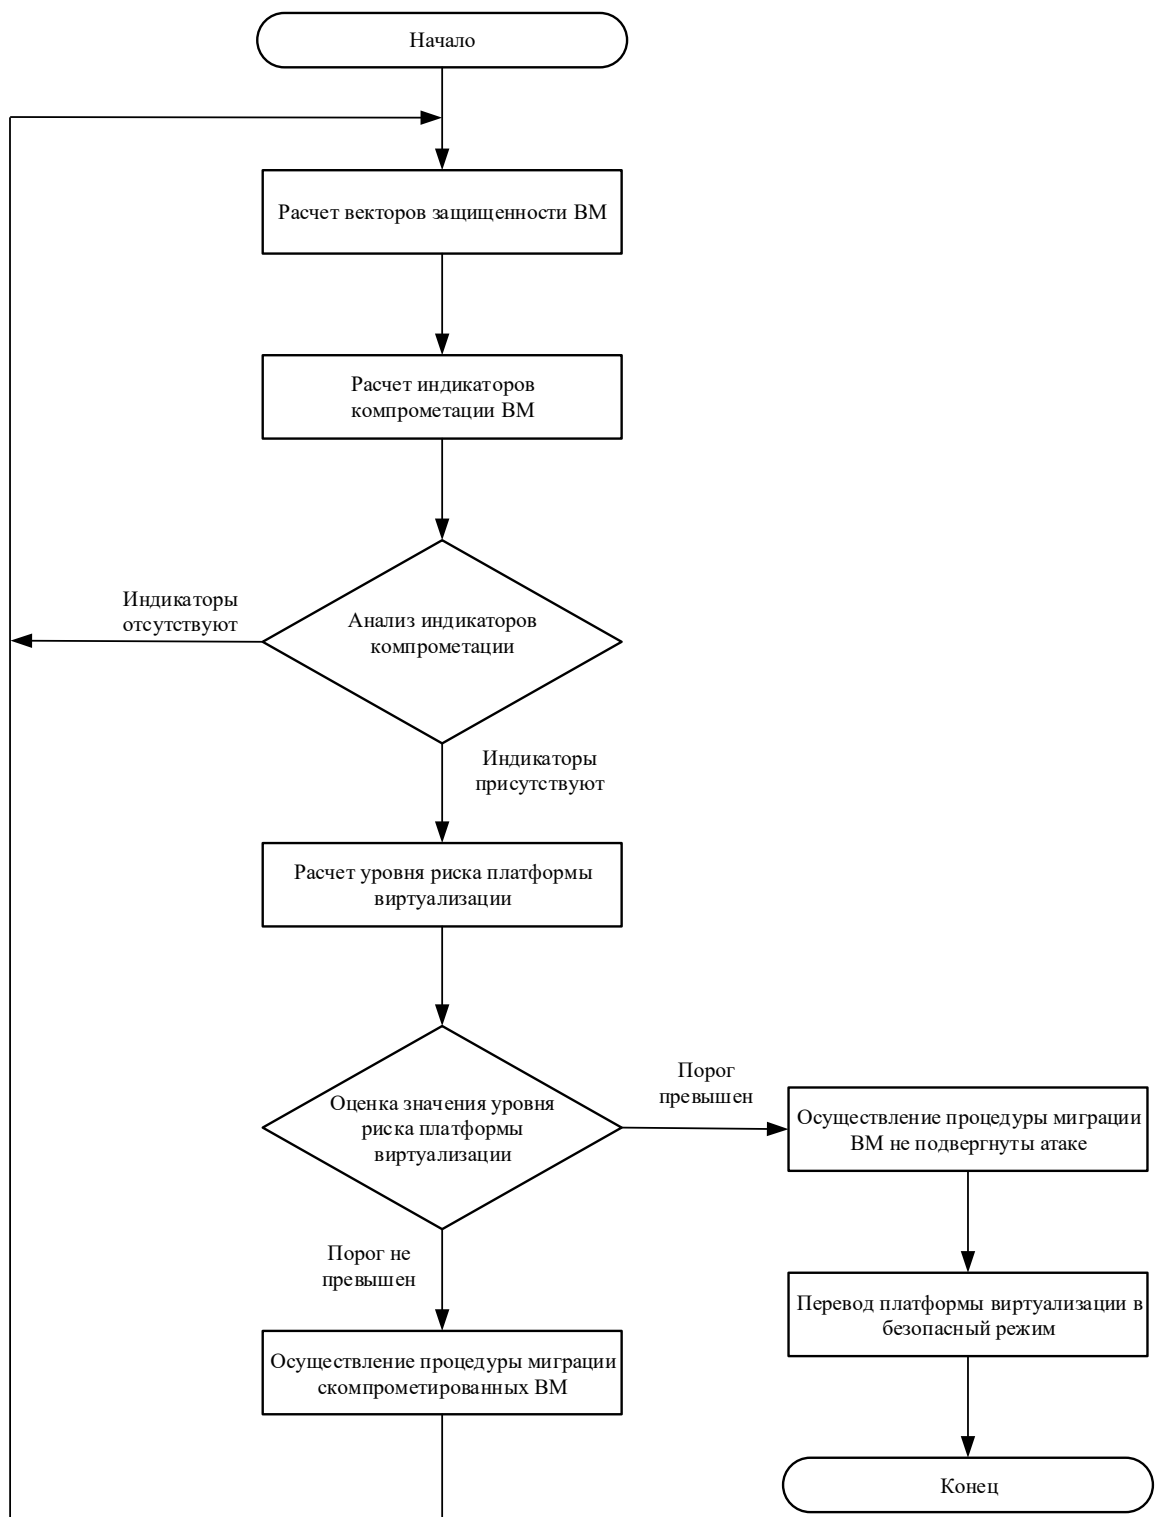 Начало
Расчет векторов защищенности ВМ
Расчет индикаторов
компрометации ВМ
Индикаторы
отсутствуют
Анализ индикаторов
компрометации
Индикаторы
присутствуют
Расчет уровня риска платформы
виртуализации
Оценка значения уровня
риска платформы
виртуализации
Порог
превышен
Осуществление процедуры миграции
ВМ не подвергнуты атаке
Порог не
превышен
Перевод платформы виртуализации в
безопасный режим
Осуществление процедуры миграции
скомпрометированных ВМ
Конец